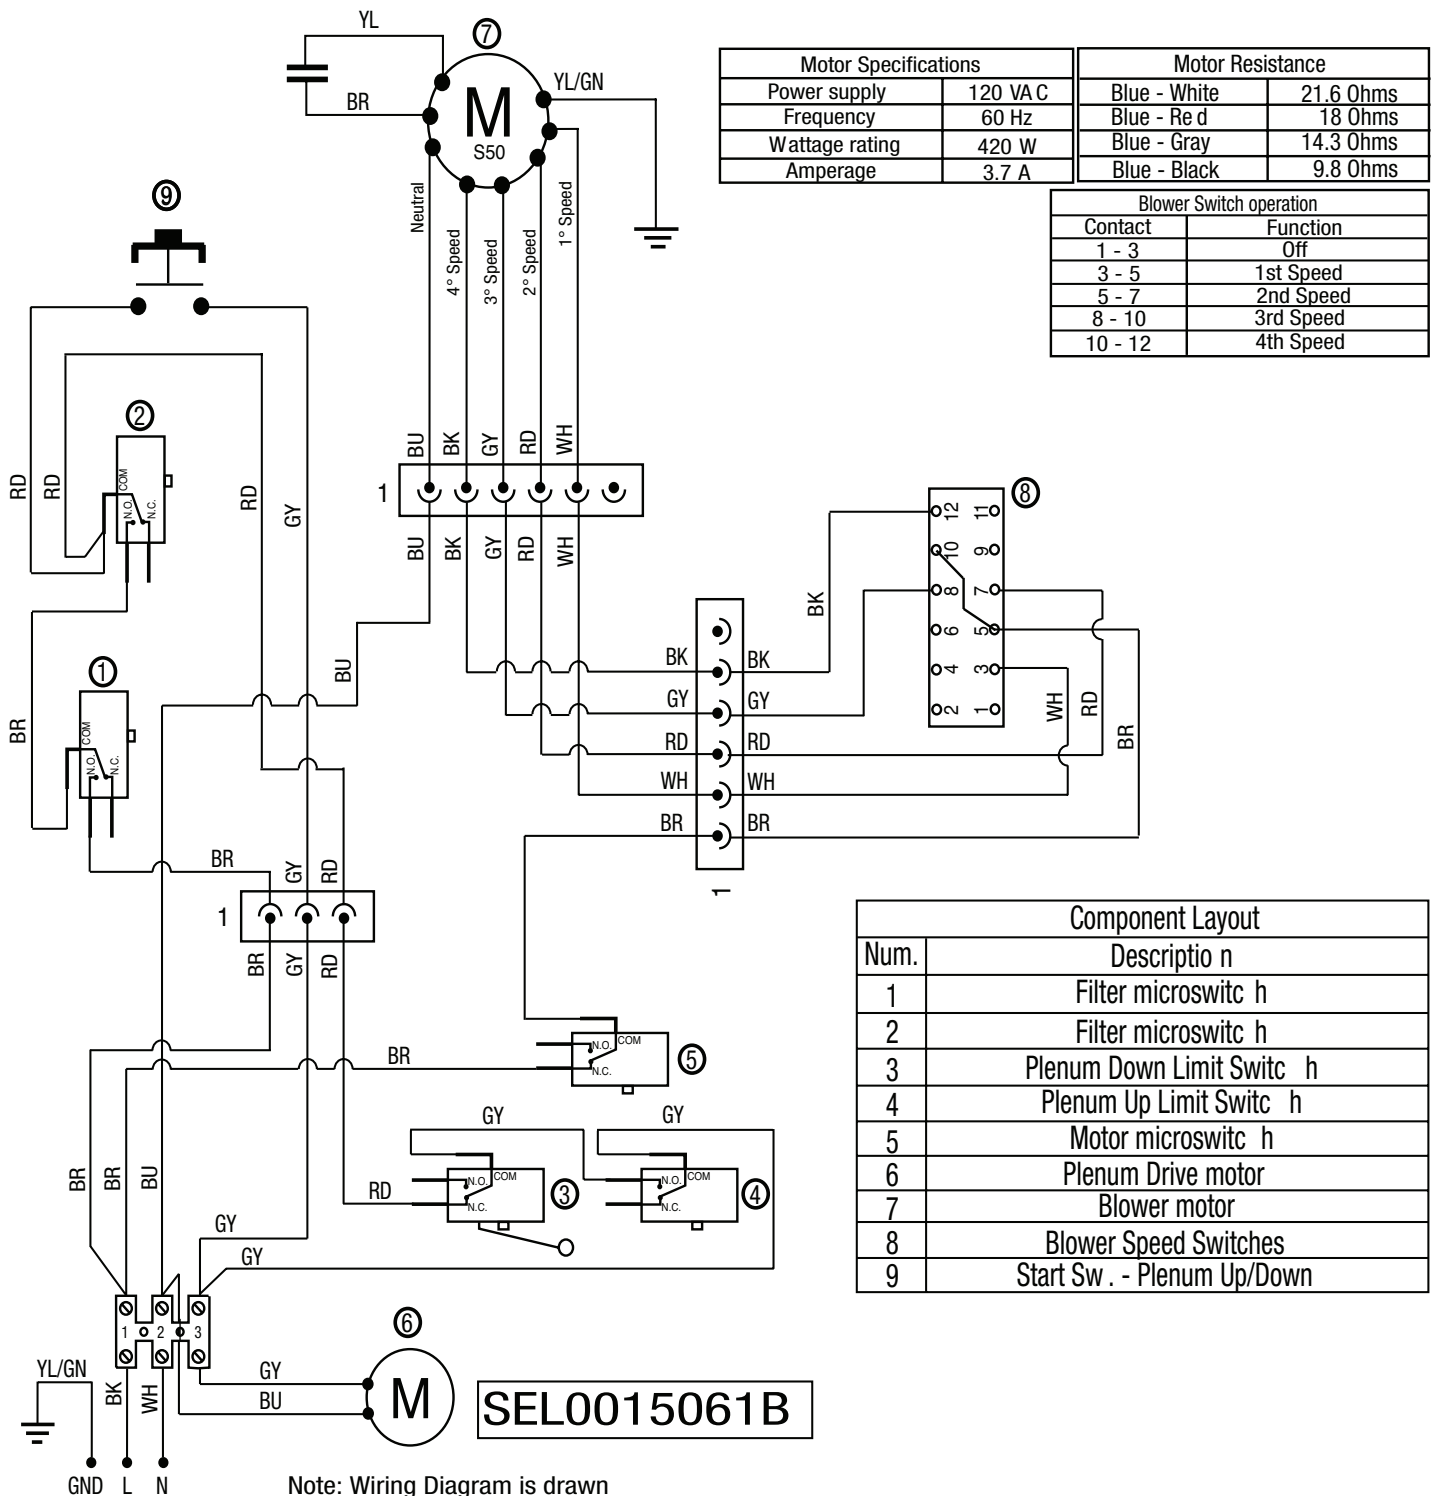 YL
7
BR
M
S50
YL/GN
Motor Specifications
Power supply 120 VAC
Frequency 60 Hz
Wattage rating 420 W
Amperage 3.7 A
Motor Resistance
Blue - White 21.6 Ohms
Blue - Red 18 Ohms
Blue - Gray 14.3 Ohms
Blue - Black 9.8 Ohms
Blower Switch operation
Contact Function
1 - 3 Off
3 - 5 1st Speed
5 - 7 2nd Speed
8 - 10 3rd Speed
10 - 12 4th Speed
9
Neutral
4° Speed
3° Speed
2° Speed
1° Speed
2
COM
N.O.
N.C.
RD
RD
RD
GY
BU BK GY RD WH
1
BU BK GY RD WH
8
12 11
10 9
8 7
6 5
4 3
2 1
BK
WH
RD
BR
BK BK
GY GY
RD RD
WH WH
BR BR
1
1
COM
N.O.
N.C.
BR
BU
BR
GY
RD
1
BR
GY
RD
Component Layout
Num. Description
1 Filter microswitch
2 Filter microswitch
3 Plenum Down Limit Switch
4 Plenum Up Limit Switch
5 Motor microswitch
6 Plenum Drive motor
7 Blower motor
8 Blower Speed Switches
9 Start Sw. - Plenum Up/Down
BR
N.O.
COM
N.C.
5
GY
GY
BR
BR
BU
RD
N.O.
COM
N.C.
3
N.O.
COM
N.C.
4
GY
GY
1 2 3
6
M
GY
BU
YL/GN
BK
WH
SEL0015061B
GND L N
Note: Wiring Diagram is drawn